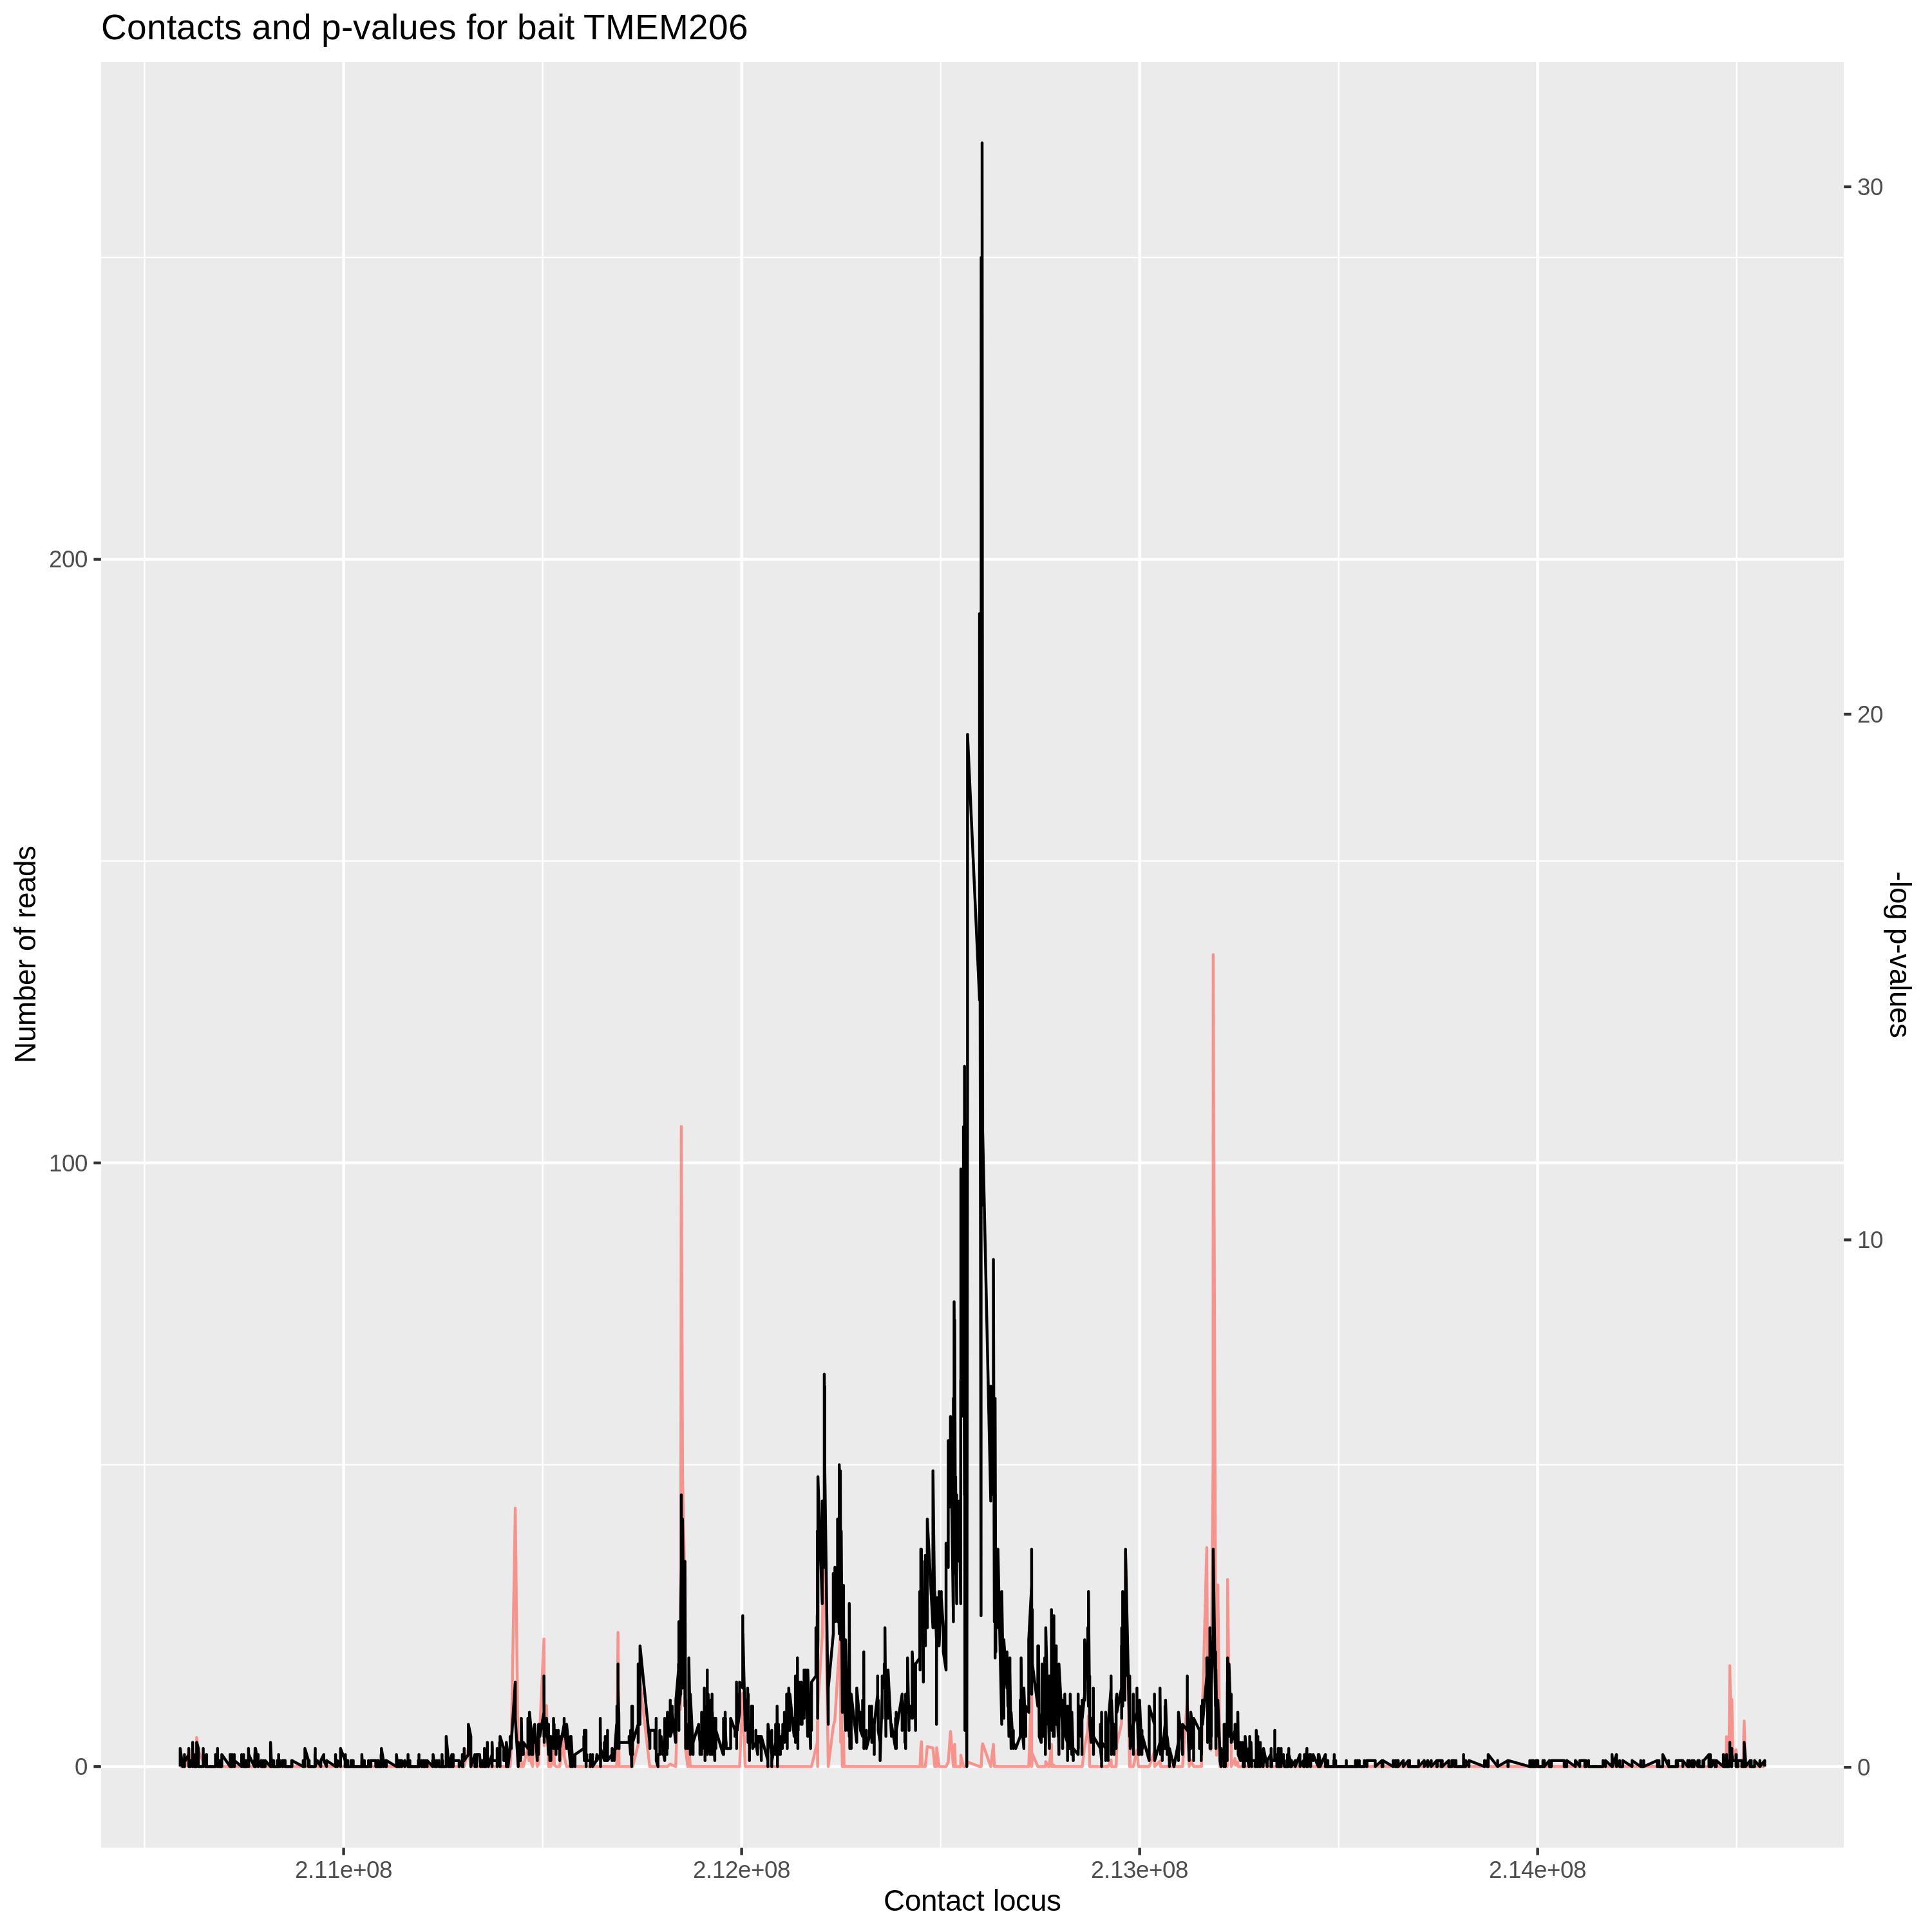 Contacts and p-values for bait TMEM206
Number of reads
200
100
0
30
20
10
0
-log p-values
2.11e+08 2.12e+08 2.13e+08 2.14e+08
Contact locus